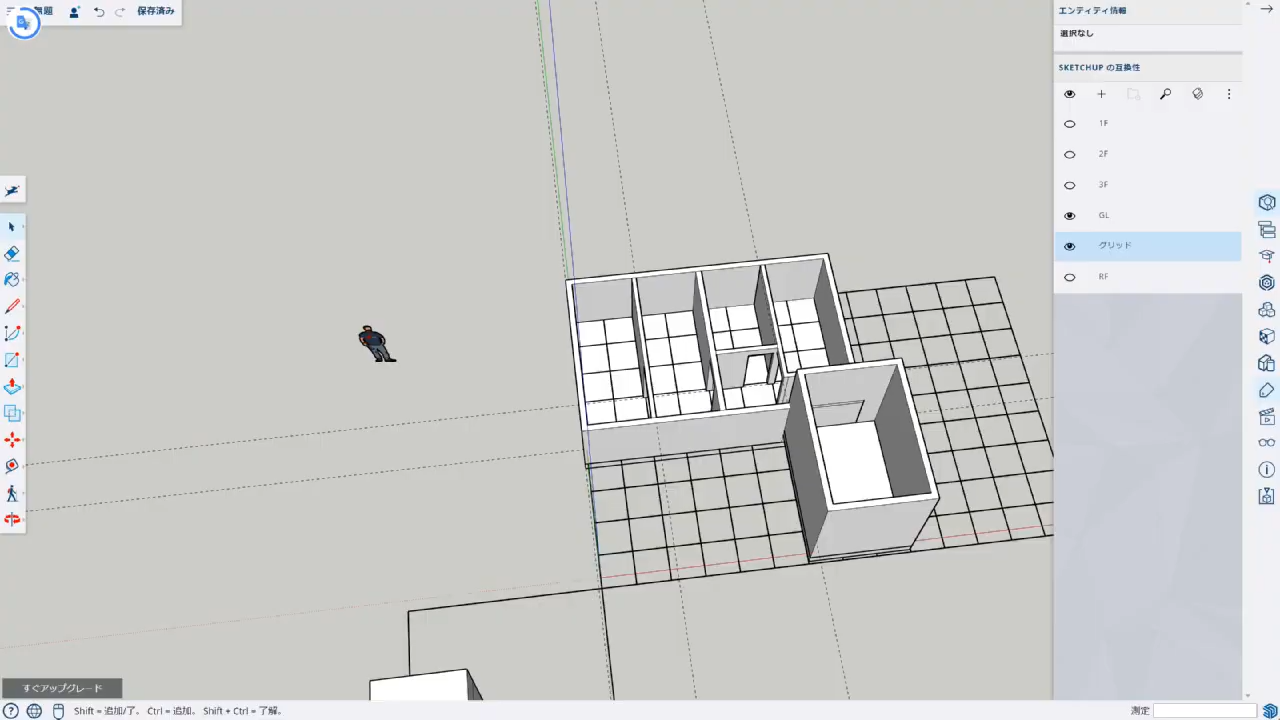 題
保存済み
エンティティ情報
選択なし
SKETCHUP の互換性
1F
2F
3F
GL
グリッド
RF
すぐアップグレード
Shift = 追加/了。 Ctrl = 追加。 Shift + Ctrl = 了解。
測定